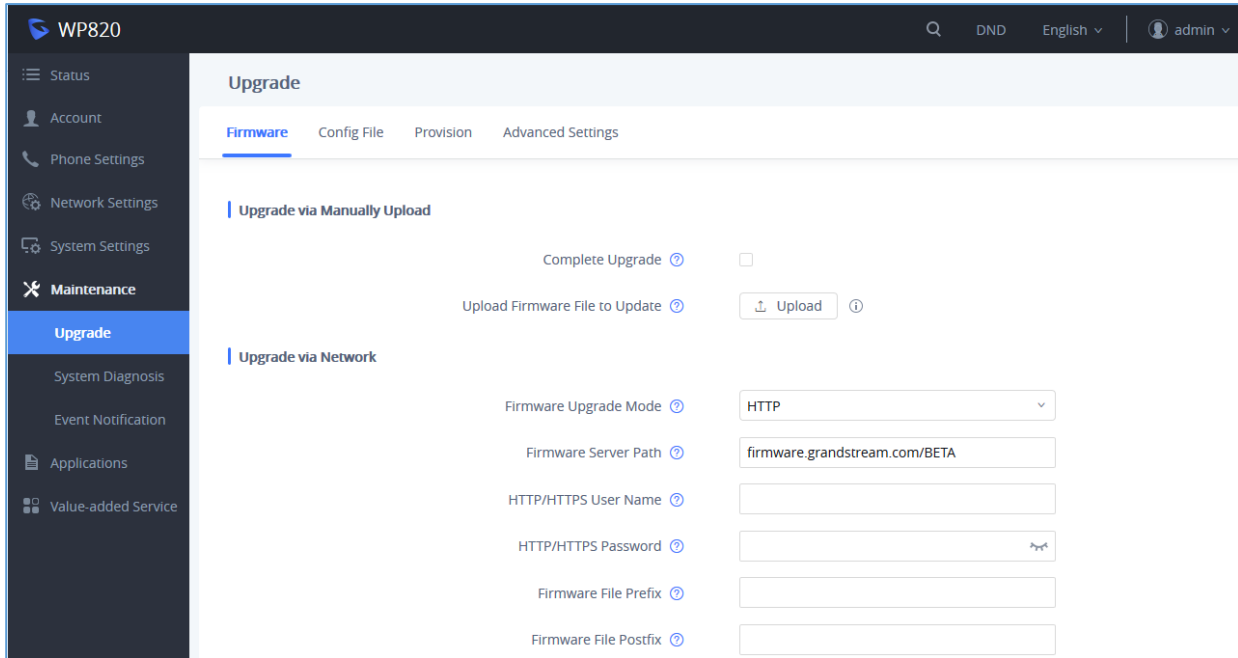 WP820
DND English admin
Status
Account
Phone Settings
Network Settings
System Settings
Maintenance
Upgrade
System Diagnosis
Event Notification
Applications
Value-added Service
Upgrade
Firmware Config File Provision Advanced Settings
Upgrade via Manually Upload
Complete Upgrade
Upload Firmware File to Update Upload
Upgrade via Network
Firmware Upgrade Mode HTTP
Firmware Server Path firmware.grandstream.com/BETA
HTTP/HTTPS User Name
HTTP/HTTPS Password
Firmware File Prefix
Firmware File Postfix